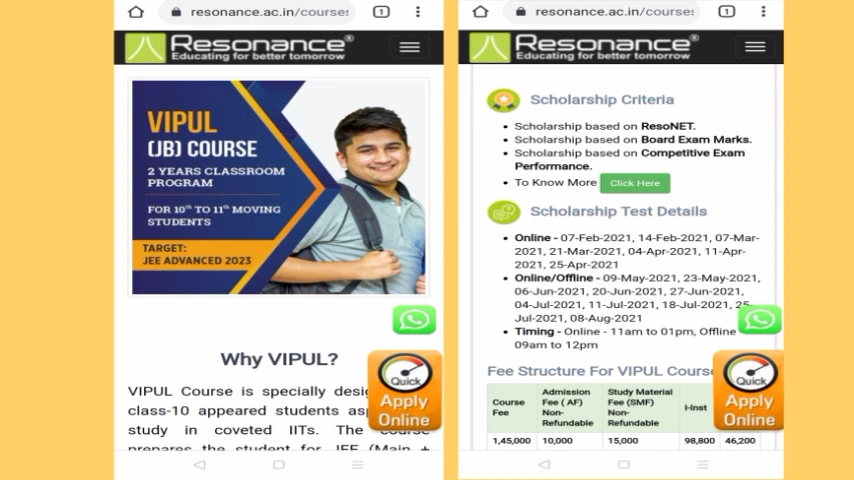 resonance.ac.in/courses
1
Resonance®
Educating for better tomorrow
VIPUL
(JB) COURSE
2 YEARS CLASSROOM
PROGRAM
FOR 10th TO 11th MOVING
STUDENTS
TARGET:
JEE ADVANCED 2023
Why VIPUL?
VIPUL Course is specially
class-10 appeared students
study in coveted IITs. The course
prepares the student for JEE (Main +
Quick
Apply
Online
resonance.ac.in/courses
1
Resonance®
Educating for better tomorrow
Scholarship Criteria
• Scholarship based on ResoNET.
• Scholarship based on Board Exam Marks.
• Scholarship based on Competitive Exam
Performance.
• To Know More Click Here
Scholarship Test Details
• Online - 07-Feb-2021, 14-Feb-2021, 07-Mar-
2021, 21-Mar-2021, 04-Apr-2021, 11-Apr-
2021, 25-Apr-2021
• Online/Offline - 09-May-2021, 23-May-2021,
06-Jun-2021, 20-Jun-2021, 27-Jun-2021,
04-Jul-2021, 11-Jul-2021, 18-Jul-2021, 25-
Jul-2021, 08-Aug-2021
• Timing - Online - 11am to 01pm, Offline
09am to 12pm
Fee Structure For VIPUL Course
Course
Fee
Admission
Fee ( AF)
Non-
Refundable
Study Material
Fee (SMF)
Non-
Refundable
I-Inst
1,45,000 10,000 15,000 98,800 46,200
Quick
Apply
Online